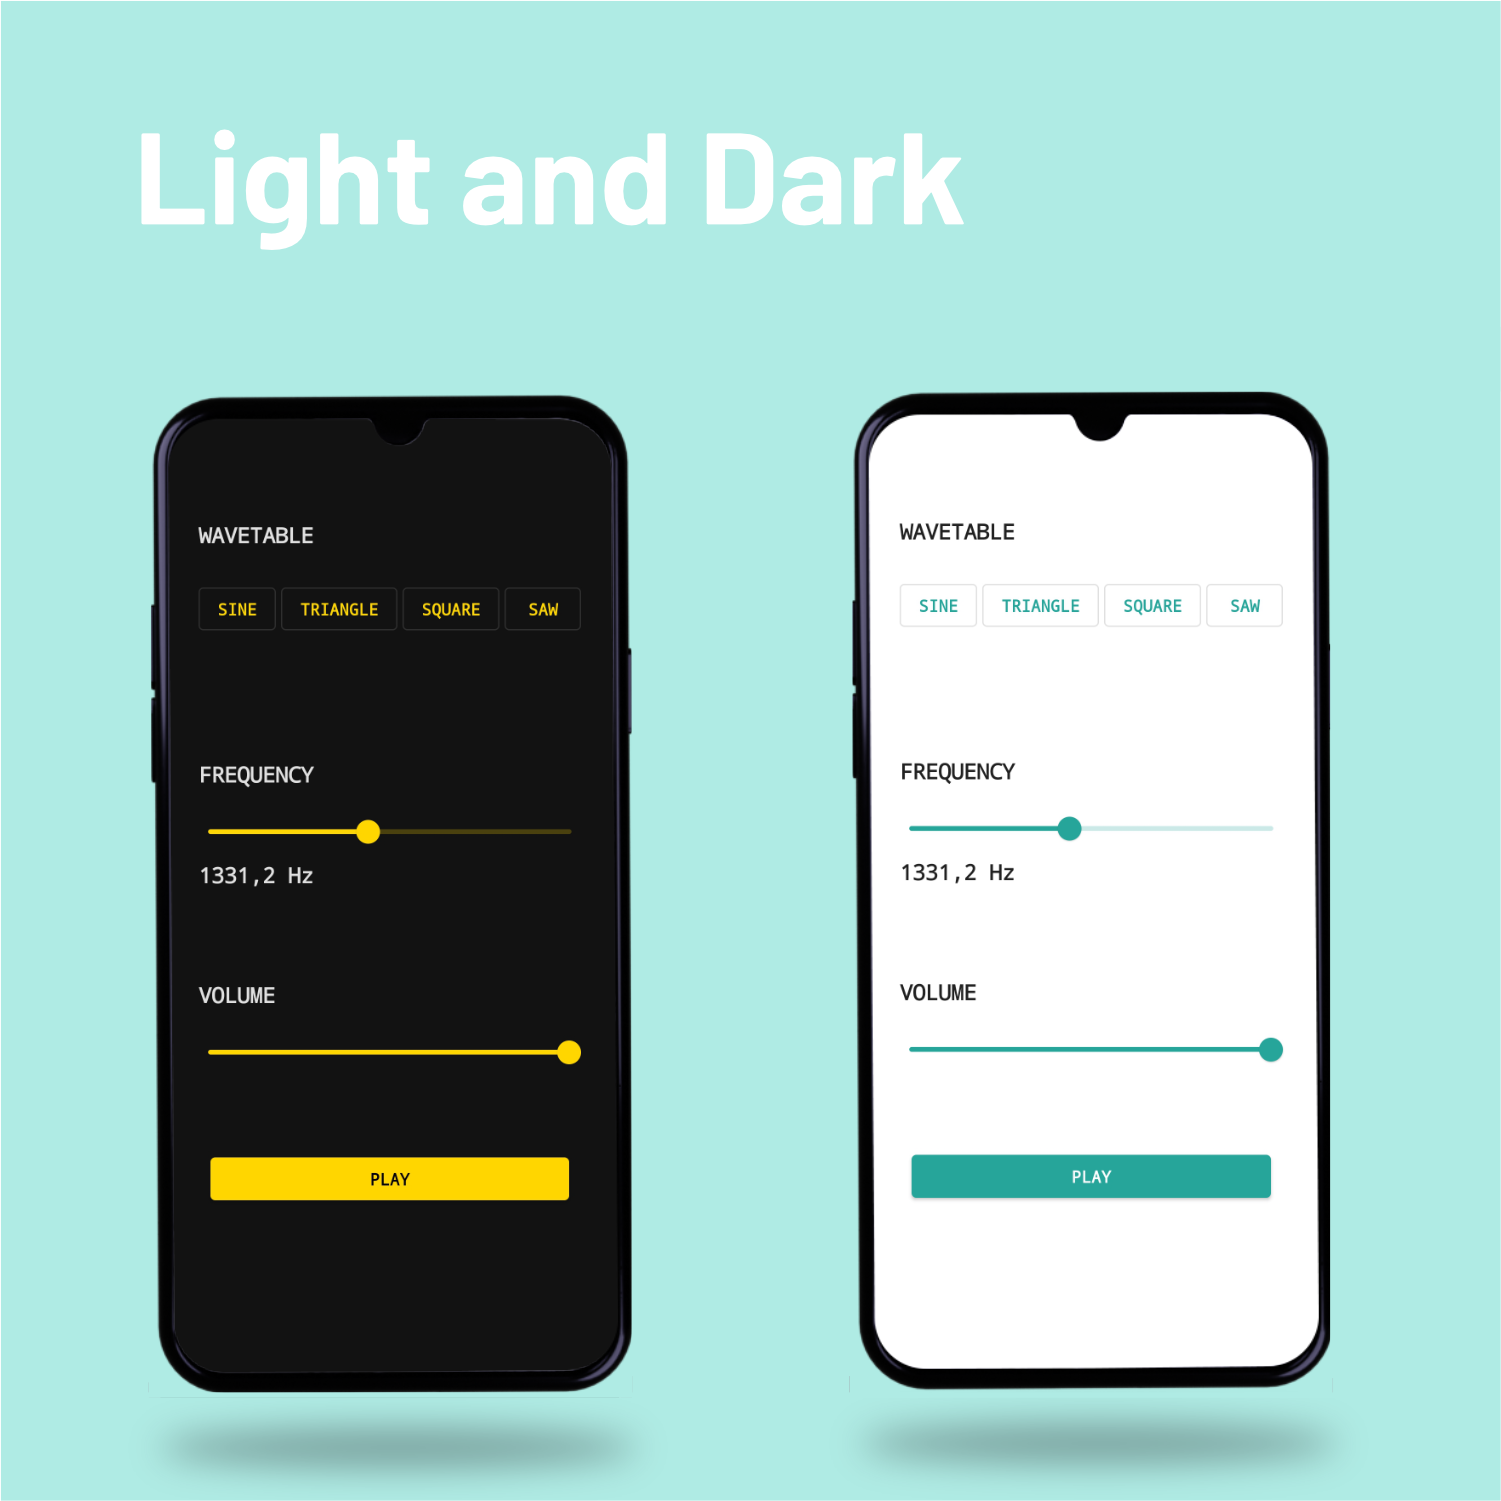 Light and Dark
WAVETABLE
SINE TRIANGLE SQUARE SAW
FREQUENCY
1331,2 Hz
VOLUME
PLAY
WAVETABLE
SINE TRIANGLE SQUARE SAW
FREQUENCY
1331,2 Hz
VOLUME
PLAY